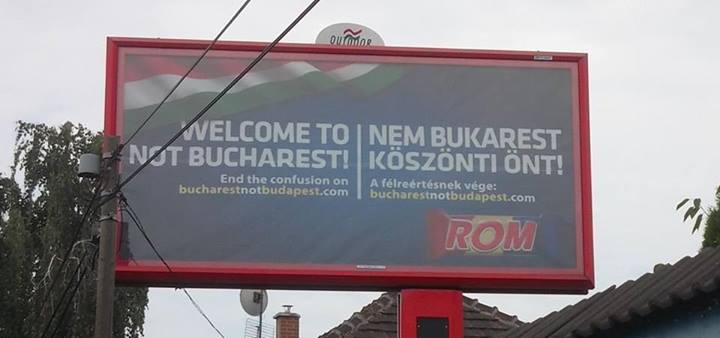 OUTDOOR
WELCOME TO
NOT BUCHAREST!
End the confusion on
bucharestnotbudapest.com
NEM BUKAREST
KÖSZÖNTI ÖNT!
A félreértésnek vége:
bucharestnotbudapest.com
ROM